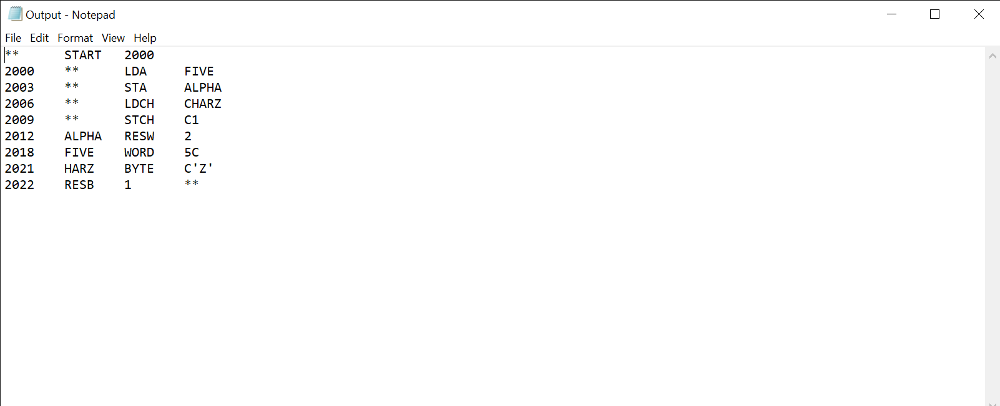 Output - Notepad
File Edit Format View Help
** START 2000
2000 ** LDA FIVE
2003 ** STA ALPHA
2006 ** LDCH CHARZ
2009 ** STCH C1
2012 ALPHA RESW 2
2018 FIVE WORD 5C
2021 HARZ BYTE C'Z'
2022 RESB 1 **